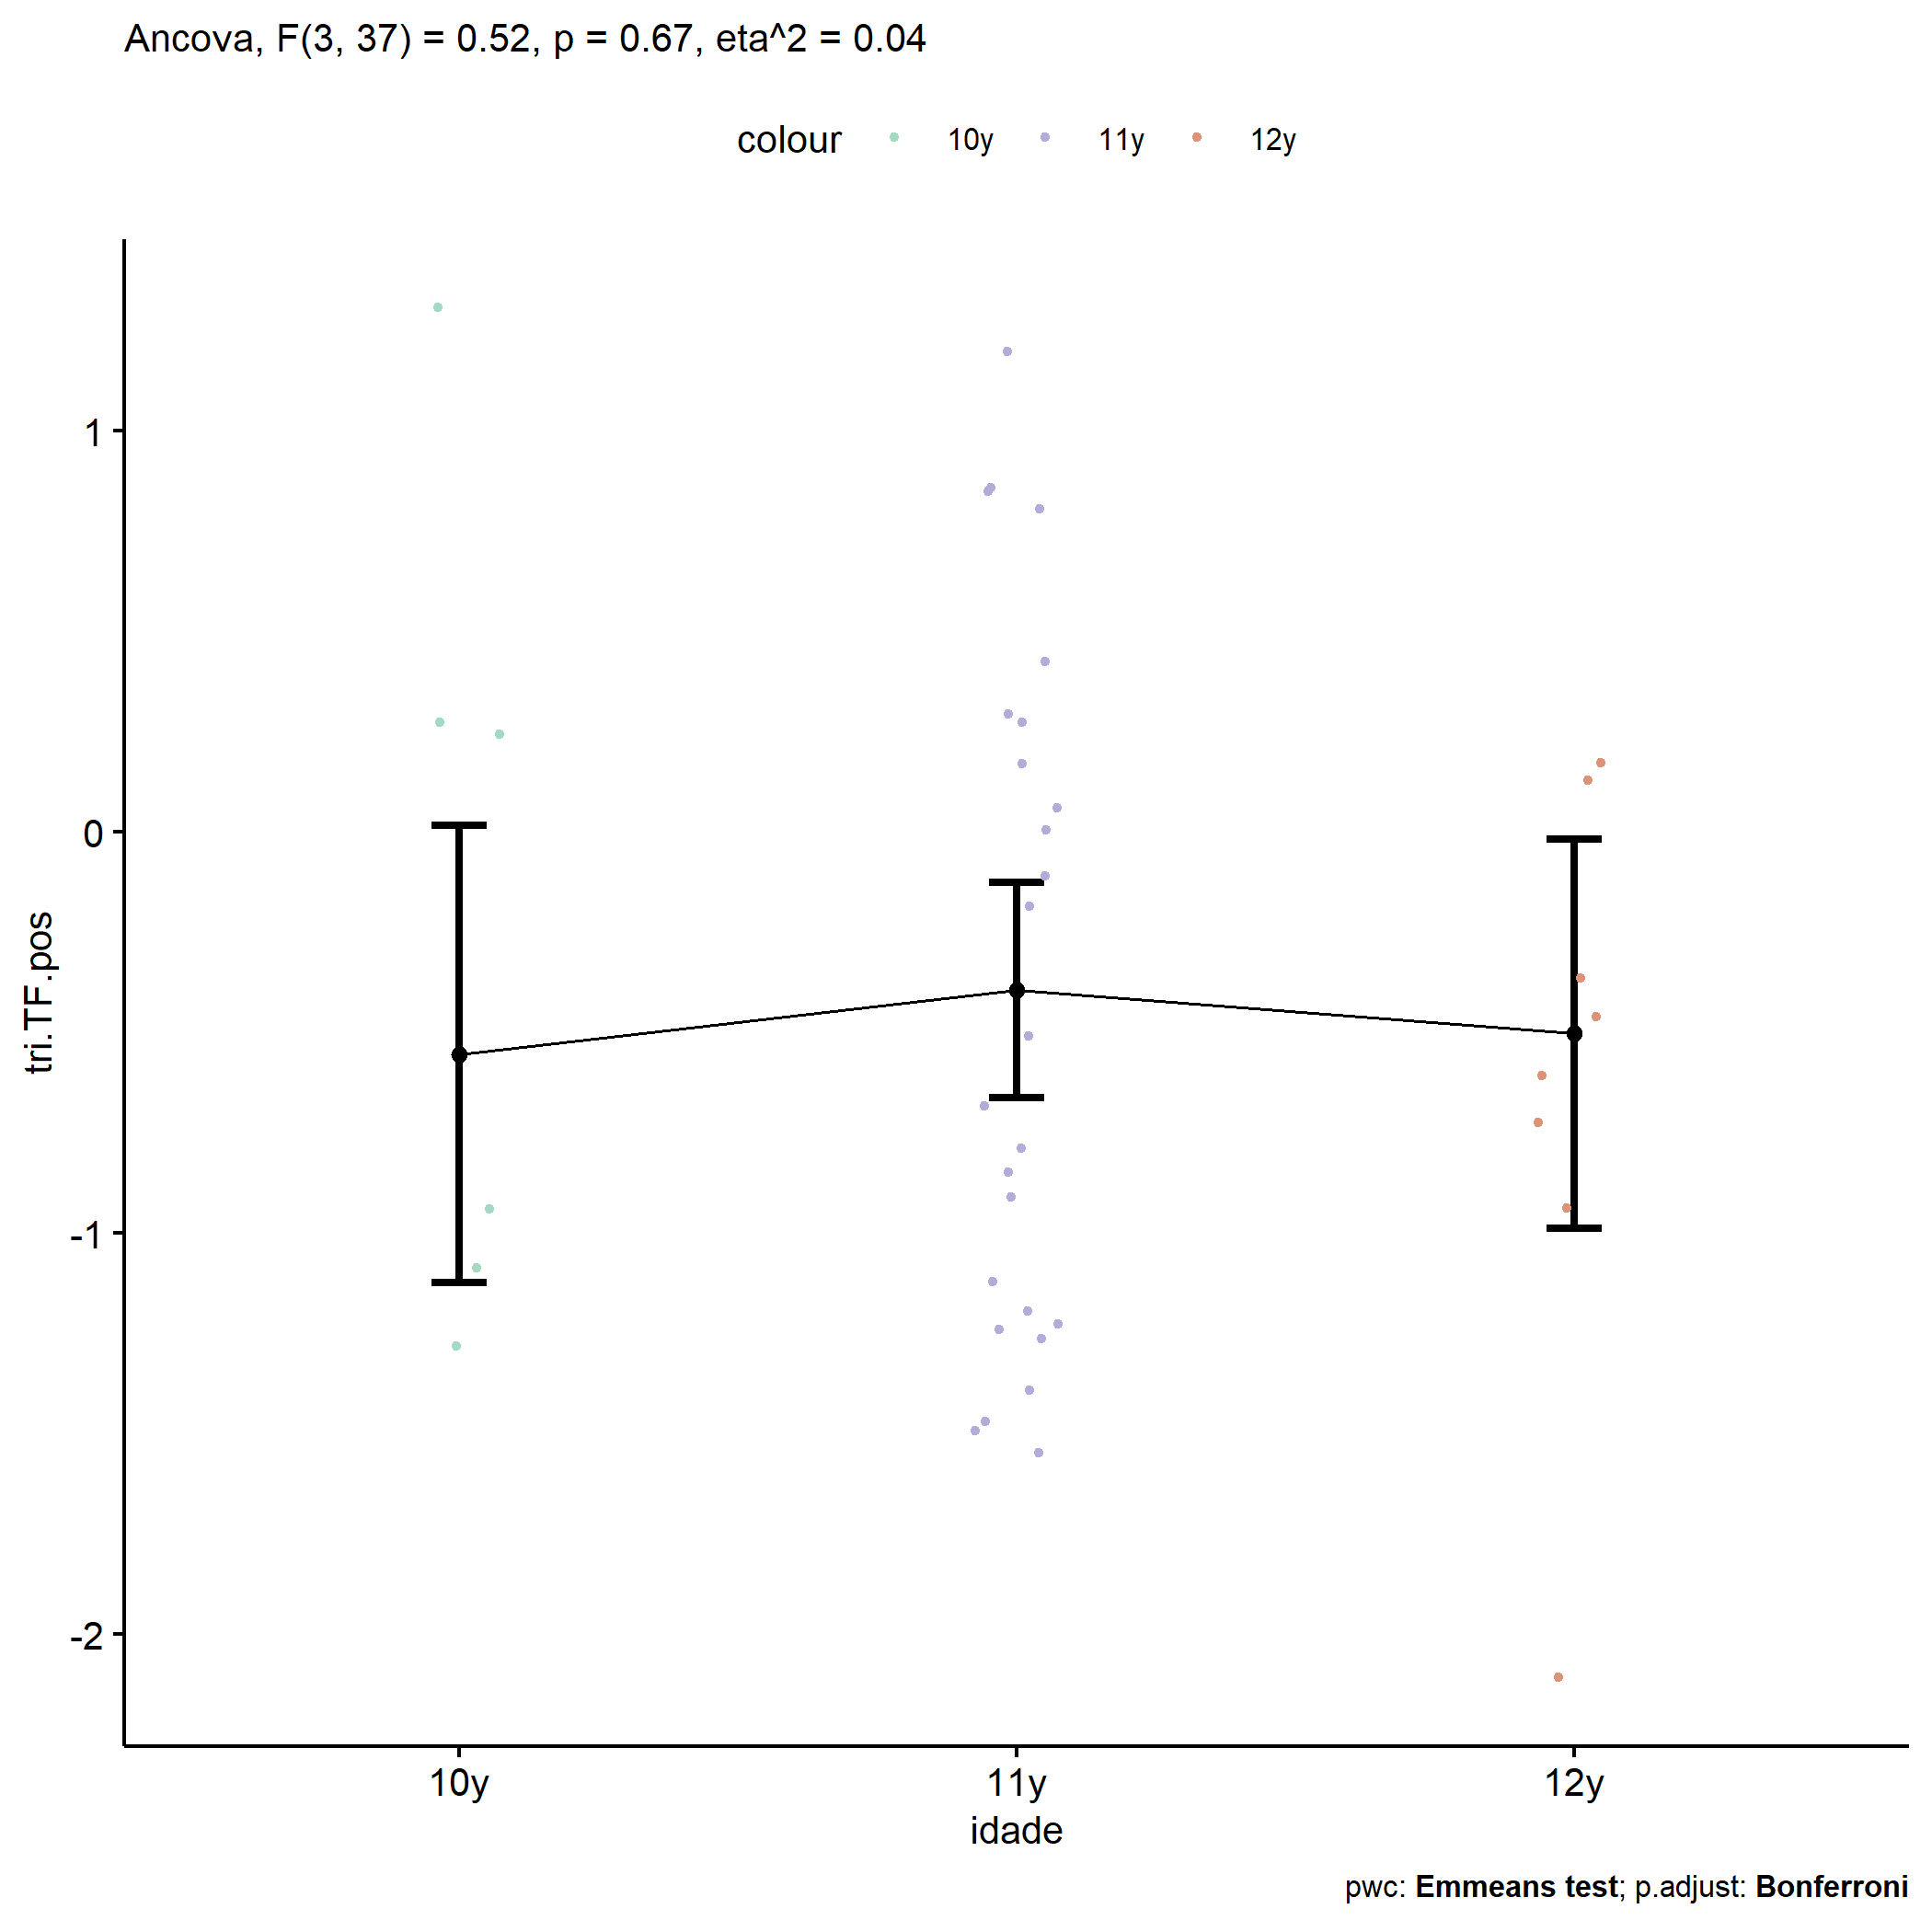 Ancova, F(3, 37) = 0.52, p = 0.67, eta^2 = 0.04
colour 10y 11y 12y
1
0
-1
-2
tri.TF.pos
10y 11y 12y
idade
pwc: Emmeans test; p.adjust: Bonferroni